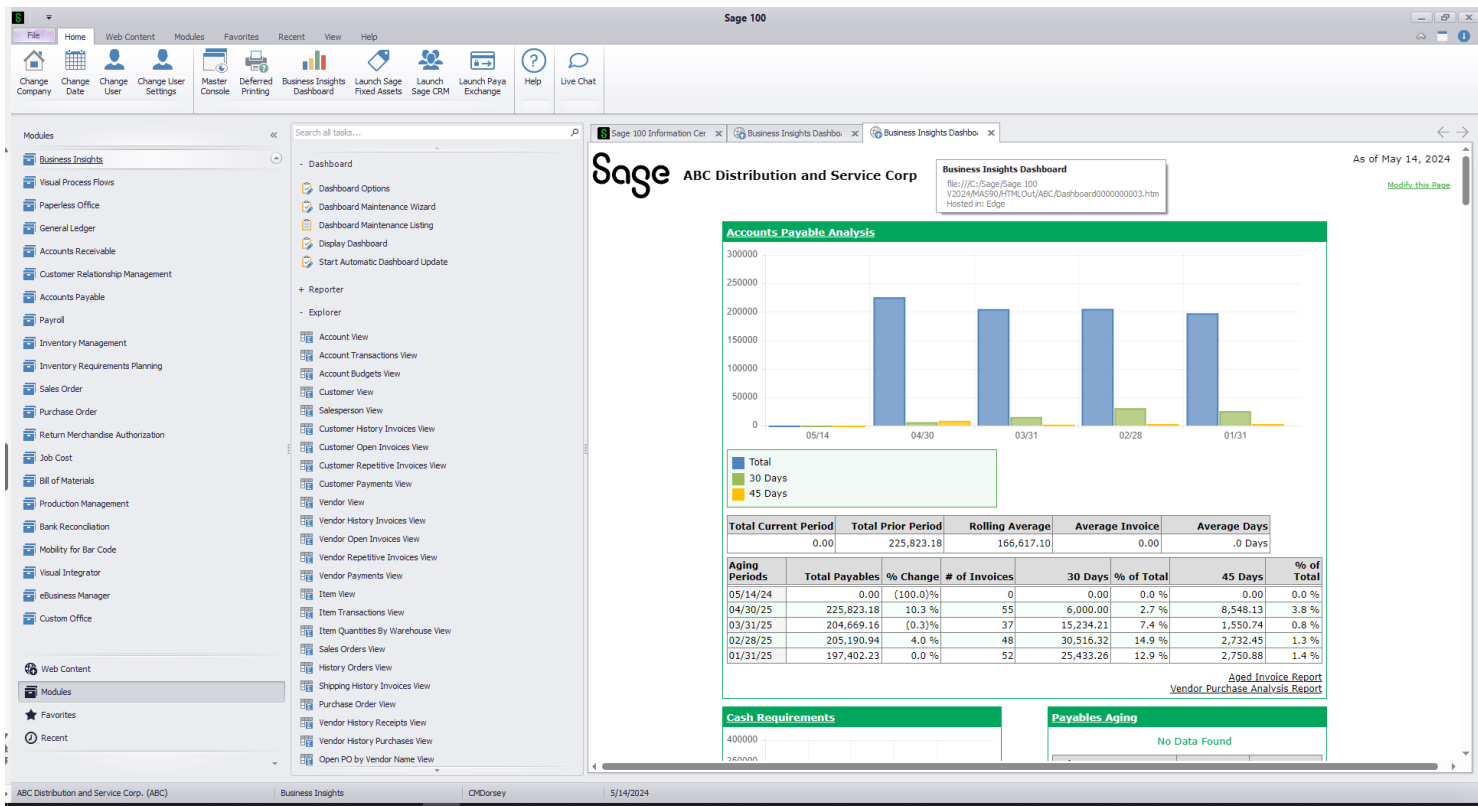 Sage 100
File Home Web Content Modules Favorites Recent View Help
Change Company
Change Date
Change User
Change User Settings
Master Console
Deferred Printing
Business Insights Dashboard
Launch Sage Fixed Assets
Launch Sage CRM
Launch Paya Exchange
Help
Live Chat
Modules
Business Insights
Visual Process Flows
Paperless Office
General Ledger
Accounts Receivable
Customer Relationship Management
Accounts Payable
Payroll
Inventory Management
Inventory Requirements Planning
Sales Order
Purchase Order
Return Merchandise Authorization
Job Cost
Bill of Materials
Production Management
Bank Reconciliation
Mobility for Bar Code
Visual Integrator
eBusiness Manager
Custom Office
Web Content
Modules
Favorites
Recent
Search all tasks...
- Dashboard
Dashboard Options
Dashboard Maintenance Wizard
Dashboard Maintenance Listing
Display Dashboard
Start Automatic Dashboard Update
+ Reporter
- Explorer
Account View
Account Transactions View
Account Budgets View
Customer View
Salesperson View
Customer History Invoices View
Customer Open Invoices View
Customer Repetitive Invoices View
Customer Payments View
Vendor View
Vendor History Invoices View
Vendor Open Invoices View
Vendor Repetitive Invoices View
Vendor Payments View
Item View
Item Transactions View
Item Quantities By Warehouse View
Sales Orders View
History Orders View
Shipping History Invoices View
Purchase Order View
Vendor History Receipts View
Vendor History Purchases View
Open PO by Vendor Name View
Sage 100 Information Cer
Business Insights Dashbo
Business Insights Dashbo
Sage
ABC Distribution and Service Corp
Business Insights Dashboard
file:///C:/Sage/Sage 100
V2024/MAS90/HTMLOut/ABC/Dashboard0000000003.htm
Hosted in: Edge
As of May 14, 2024
Modify this Page
Accounts Payable Analysis
300000
250000
200000
150000
100000
50000
0
05/14 04/30 03/31 02/28 01/31
Total
30 Days
45 Days
Total Current Period Total Prior Period Rolling Average Average Invoice Average Days
0.00 225,823.18 166,617.10 0.00 .0 Days
Aging Periods Total Payables % Change # of Invoices 30 Days % of Total 45 Days % of Total
05/14/24 0.00 (100.0)% 0 0.00 0.0 % 0.00 0.0 %
04/30/25 225,823.18 10.3 % 55 6,000.00 2.7 % 8,548.13 3.8 %
03/31/25 204,669.16 (0.3)% 37 15,234.21 7.4 % 1,550.74 0.8 %
02/28/25 205,190.94 4.0 % 48 30,516.32 14.9 % 2,732.45 1.3 %
01/31/25 197,402.23 0.0 % 52 25,433.26 12.9 % 2,750.88 1.4 %
Aged Invoice Report
Vendor Purchase Analysis Report
Cash Requirements
400000
Payables Aging
No Data Found
ABC Distribution and Service Corp. (ABC) Business Insights CMDorsey 5/14/2024